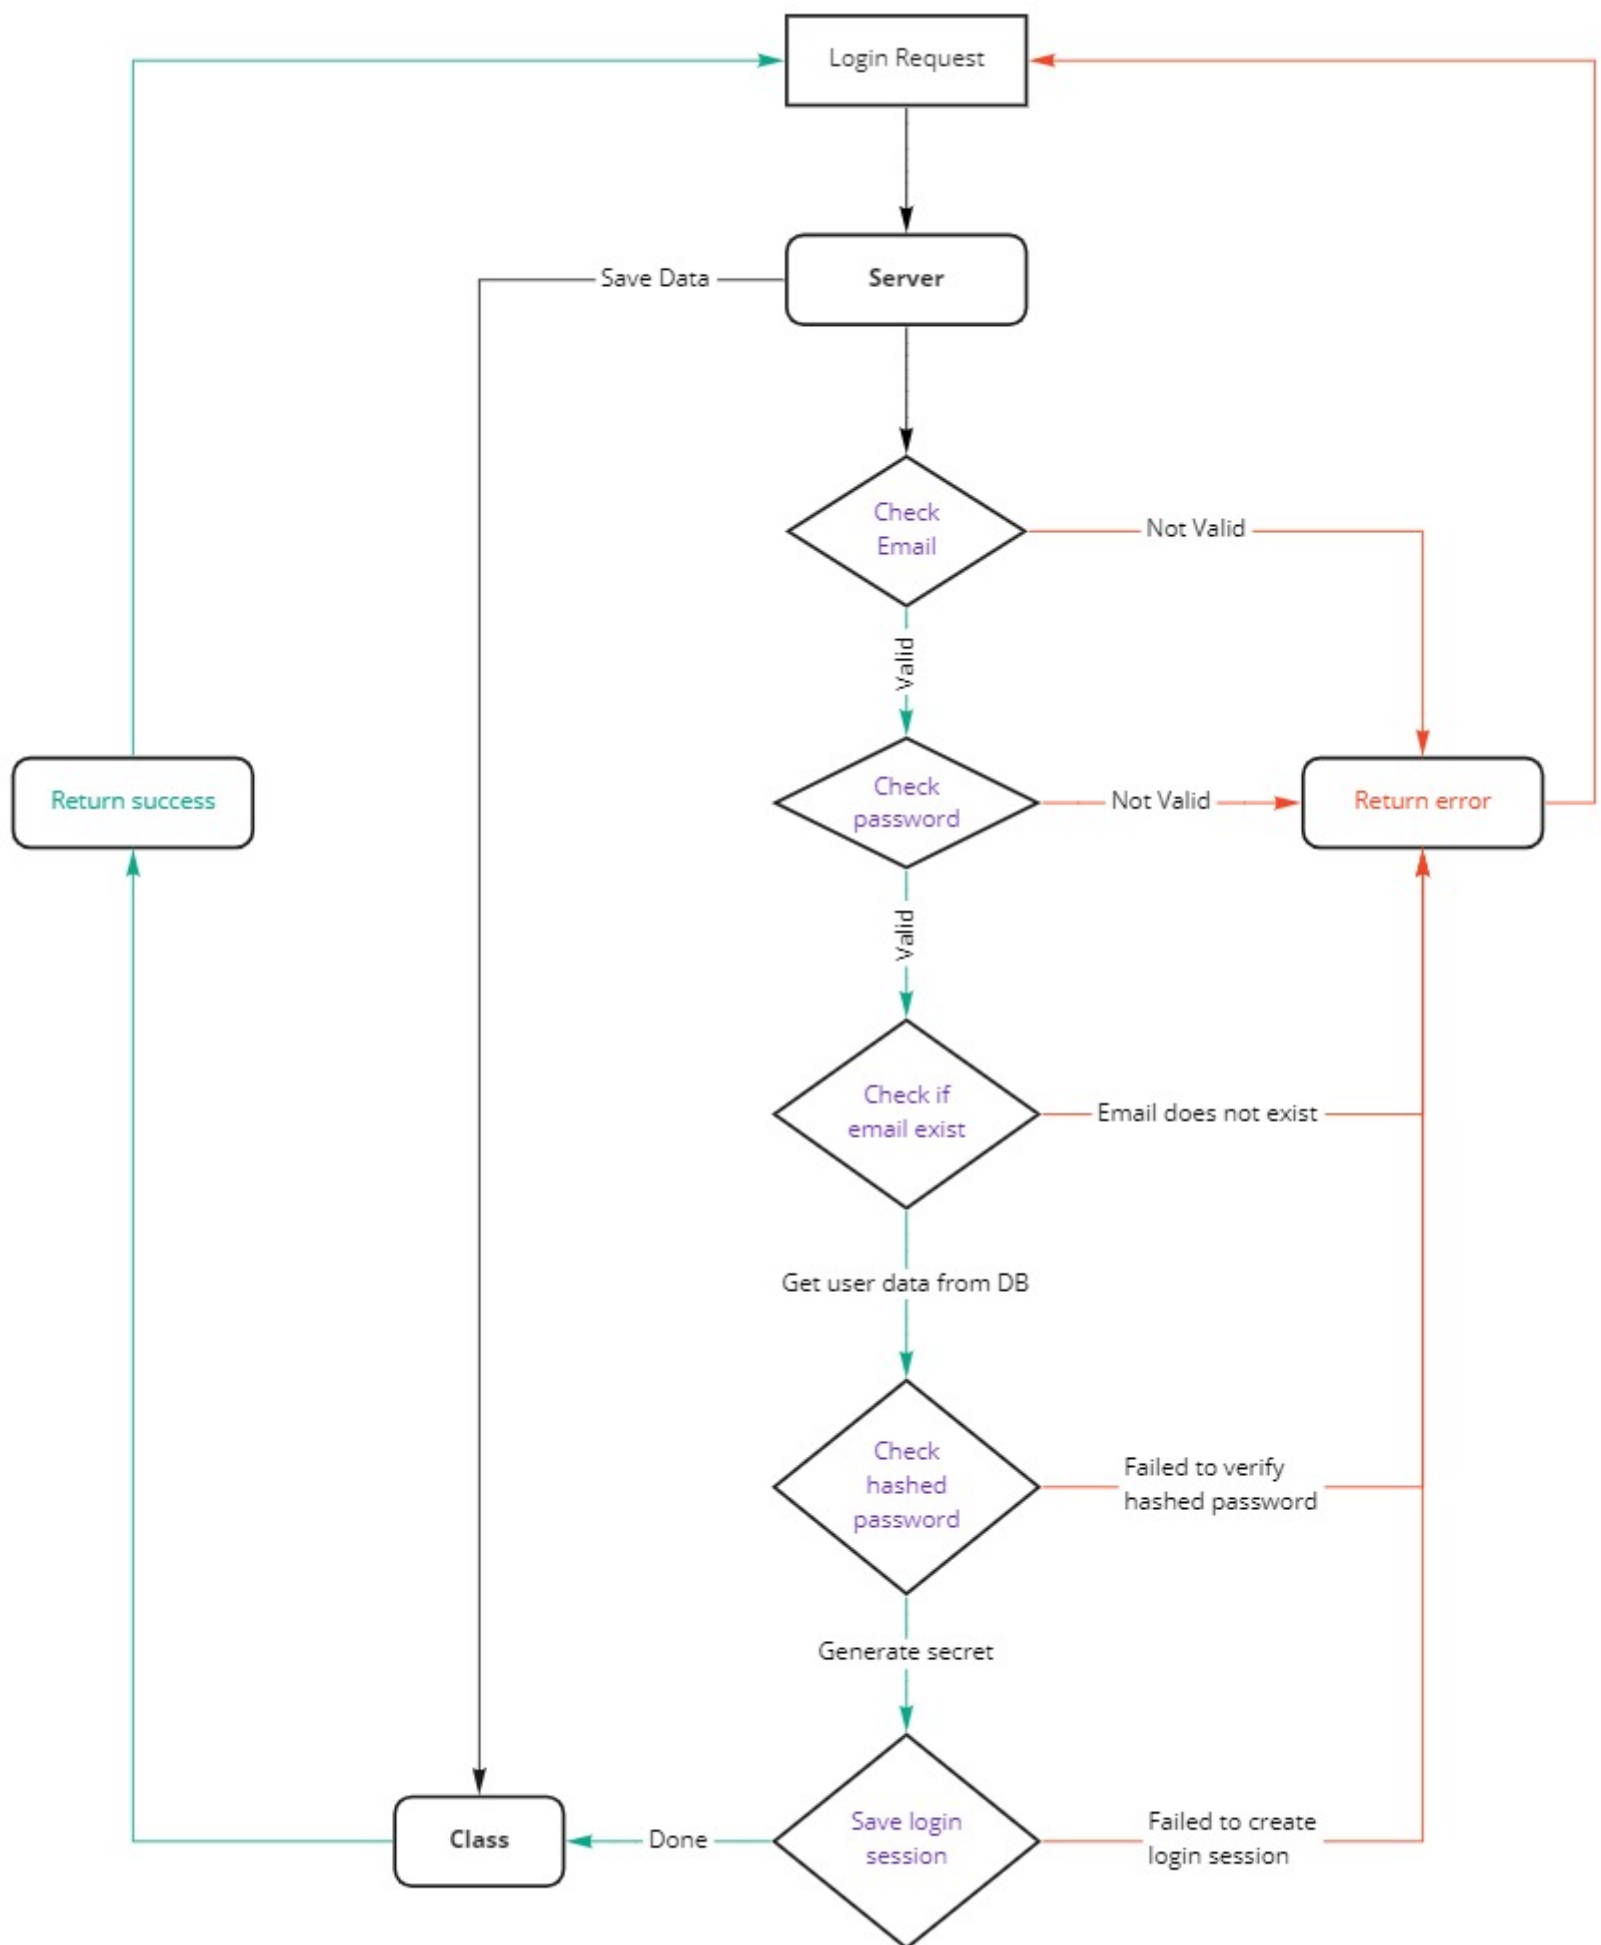 Login Request
Save Data
Server
Check
Email
Not Valid
Valid
Return success
Check
password
Not Valid
Return error
Valid
Check if
email exist
Email does not exist
Get user data from DB
Check
hashed
password
Failed to verify
hashed password
Generate secret
Class
Done
Save login
session
Failed to create
login session